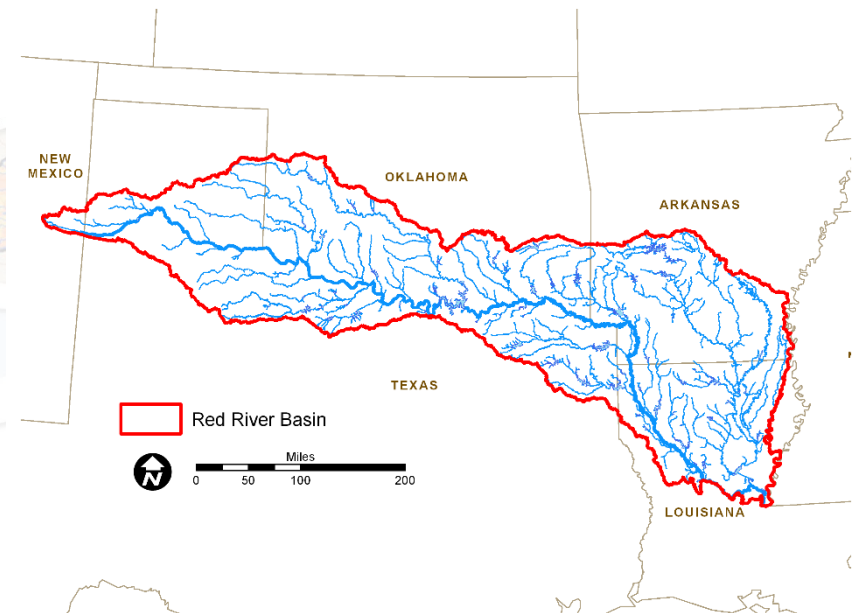 NEW
MEXICO
OKLAHOMA
ARKANSAS
TEXAS
Red River Basin
N
Miles
0 50 100 200
LOUISIANA